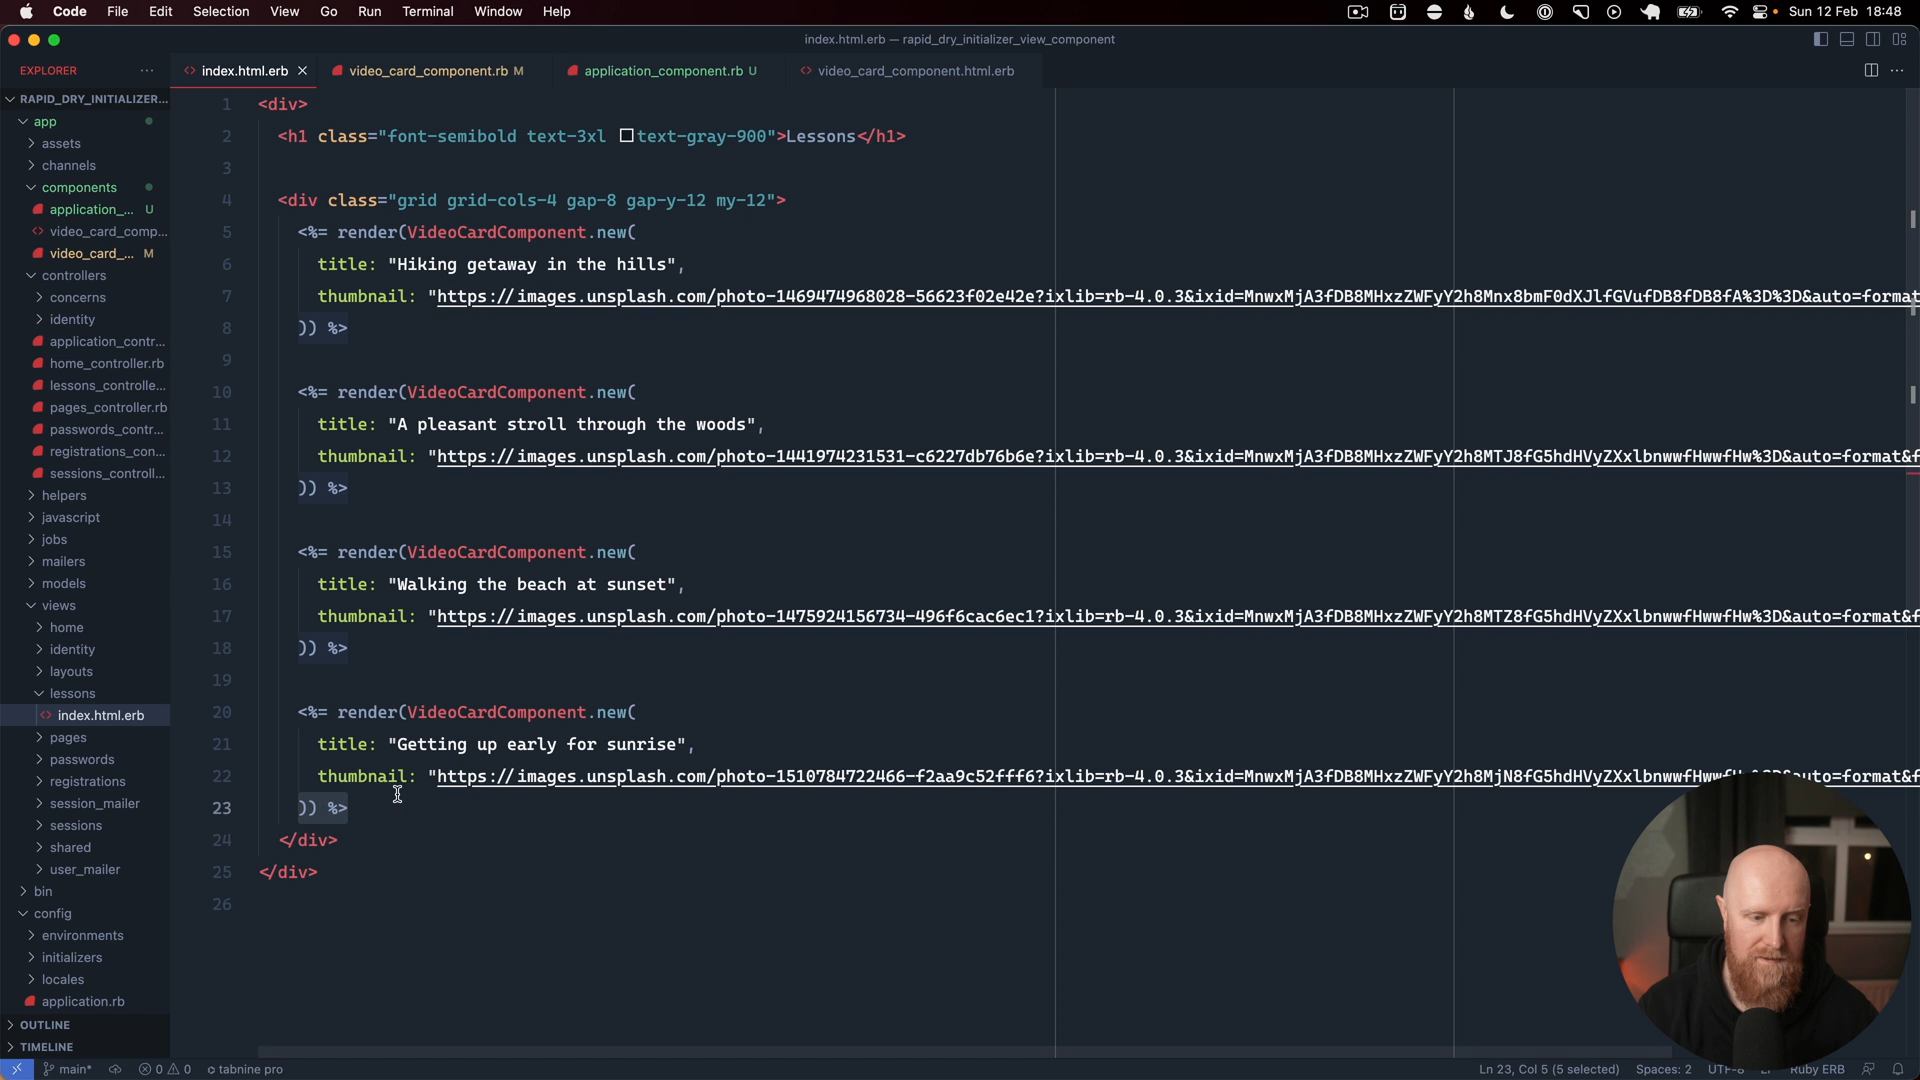 Code File Edit Selection View Go Run Terminal Window Help
Sun 12 Feb 18:48
index.html.erb — rapid_dry_initializer_view_component
EXPLORER
index.html.erb
video_card_component.rb M
application_component.rb U
video_card_component.html.erb
RAPID_DRY_INITIALIZER...
app
assets
channels
components
application_... U
video_card_comp...
video_card_... M
controllers
concerns
identity
application_contr...
home_controller.rb
lessons_controlle...
pages_controller.rb
passwords_contr...
registrations_con...
sessions_controll...
helpers
javascript
jobs
mailers
models
views
home
identity
layouts
lessons
index.html.erb
pages
passwords
registrations
session_mailer
sessions
shared
user_mailer
bin
config
environments
initializers
locales
application.rb
OUTLINE
TIMELINE
1 <div>
2 <h1 class="font-semibold text-3xl text-gray-900">Lessons</h1>
3
4 <div class="grid grid-cols-4 gap-8 gap-y-12 my-12">
5 <%= render(VideoCardComponent.new(
6 title: "Hiking getaway in the hills",
7 thumbnail: "https://images.unsplash.com/photo-1469474968028-56623f02e42e?ixlib=rb-4.0.3&ixid=MnwxMjA3fDB8MHxzZWFyY2h8Mnx8bmF0dXJlfGVufDB8fDB8fA%3D%3D&auto=format
8 )) %>
9
10 <%= render(VideoCardComponent.new(
11 title: "A pleasant stroll through the woods",
12 thumbnail: "https://images.unsplash.com/photo-1441974231531-c6227db76b6e?ixlib=rb-4.0.3&ixid=MnwxMjA3fDB8MHxzZWFyY2h8MTJ8fG5hdHVyZXxlbnwwfHwwfHw%3D&auto=format&f
13 )) %>
14
15 <%= render(VideoCardComponent.new(
16 title: "Walking the beach at sunset",
17 thumbnail: "https://images.unsplash.com/photo-1475924156734-496f6cac6ec1?ixlib=rb-4.0.3&ixid=MnwxMjA3fDB8MHxzZWFyY2h8MTZ8fG5hdHVyZXxlbnwwfHwwfHw%3D&auto=format&f
18 )) %>
19
20 <%= render(VideoCardComponent.new(
21 title: "Getting up early for sunrise",
22 thumbnail: "https://images.unsplash.com/photo-1510784722466-f2aa9c52fff6?ixlib=rb-4.0.3&ixid=MnwxMjA3fDB8MHxzZWFyY2h8MjN8fG5hdHVyZXxlbnwwfHwwfHw%3D&auto=format&f
23 )) %>
24 </div>
25 </div>
26
main* 0 0 tabnine pro
Ln 23, Col 5 (5 selected) Spaces: 2 UTF-8 LF Ruby ERB